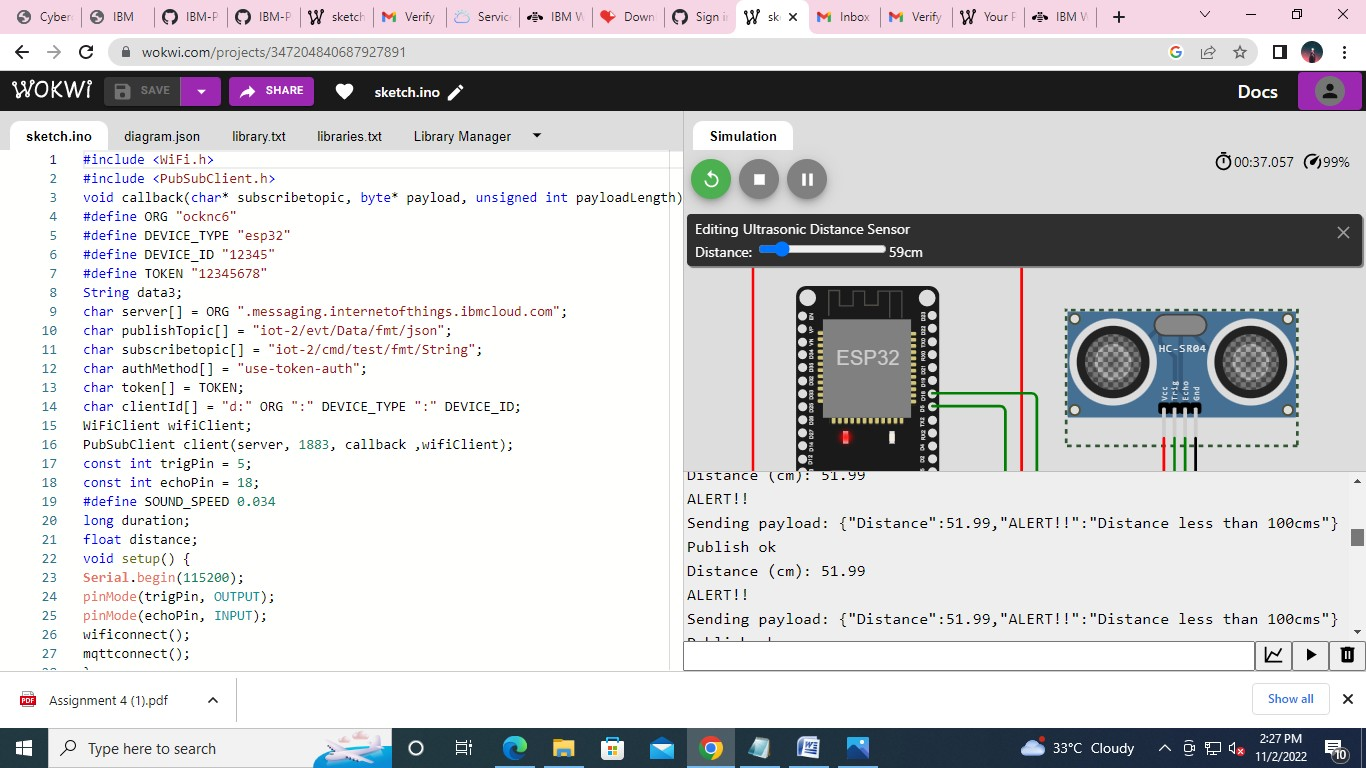 Cyber
IBM
IBM-P
IBM-P
sketch
Verify
Servic
IBM W
Down
Sign i
sk
Inbox
Verify
Your P
IBM W
wokwi.com/projects/347204840687927891
WOKWI
SAVE
SHARE
sketch.ino
Docs
sketch.ino
diagram.json
library.txt
libraries.txt
Library Manager
1 #include <WiFi.h>
2 #include <PubSubClient.h>
3 void callback(char* subscribetopic, byte* payload, unsigned int payloadLength)
4 #define ORG "ocknc6"
5 #define DEVICE_TYPE "esp32"
6 #define DEVICE_ID "12345"
7 #define TOKEN "12345678"
8 String data3;
9 char server[] = ORG ".messaging.internetofthings.ibmcloud.com";
10 char publishTopic[] = "iot-2/evt/Data/fmt/json";
11 char subscribetopic[] = "iot-2/cmd/test/fmt/String";
12 char authMethod[] = "use-token-auth";
13 char token[] = TOKEN;
14 char clientId[] = "d:" ORG ":" DEVICE_TYPE ":" DEVICE_ID;
15 WiFiClient wifiClient;
16 PubSubClient client(server, 1883, callback ,wifiClient);
17 const int trigPin = 5;
18 const int echoPin = 18;
19 #define SOUND_SPEED 0.034
20 long duration;
21 float distance;
22 void setup() {
23 Serial.begin(115200);
24 pinMode(trigPin, OUTPUT);
25 pinMode(echoPin, INPUT);
26 wificonnect();
27 mqttconnect();
Simulation
00:37.057
99%
Editing Ultrasonic Distance Sensor
Distance:
59cm
ESP32
HC-SR04
Vcc
Trig
Echo
Gnd
Distance (cm): 51.99
ALERT!!
Sending payload: {"Distance":51.99,"ALERT!!":"Distance less than 100cms"}
Publish ok
Distance (cm): 51.99
ALERT!!
Sending payload: {"Distance":51.99,"ALERT!!":"Distance less than 100cms"}
Publish ok
PDF
Assignment 4 (1).pdf
Show all
Type here to search
33°C Cloudy
2:27 PM
11/2/2022
10